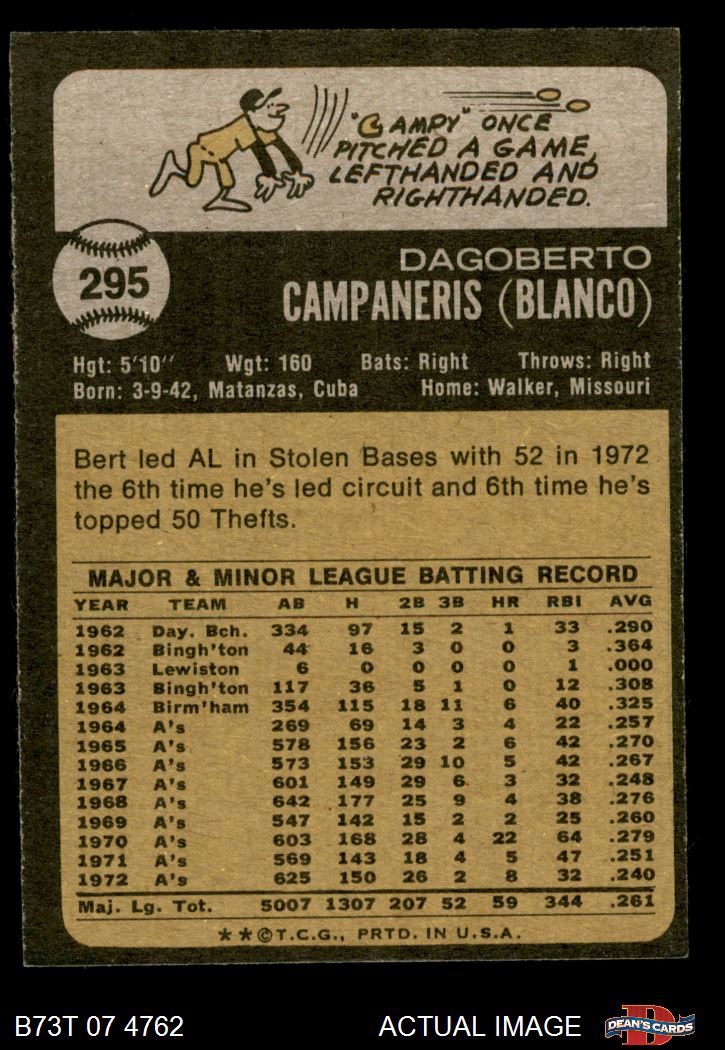 "CAMPY" ONCE
PITCHED A GAME,
LEFTHANDED AND
RIGHTHANDED.
295
DAGOBERTO
CAMPANERIS (BLANCO)
Hgt: 5'10" Wgt: 160 Bats: Right Throws: Right
Born: 3-9-42, Matanzas, Cuba Home: Walker, Missouri
Bert led AL in Stolen Bases with 52 in 1972
the 6th time he's led circuit and 6th time he's
topped 50 Thefts.
MAJOR & MINOR LEAGUE BATTING RECORD
YEAR TEAM AB H 2B 3B HR RBI AVG
1962 Day. Bch. 334 97 15 2 1 33 .290
1962 Bingh'ton 44 16 3 0 0 3 .364
1963 Lewiston 6 0 0 0 0 1 .000
1963 Bingh'ton 117 36 5 1 0 12 .308
1964 Birm'ham 354 115 18 11 6 40 .325
1964 A's 269 69 14 3 4 22 .257
1965 A's 578 156 23 2 6 42 .270
1966 A's 573 153 29 10 5 42 .267
1967 A's 601 149 29 6 3 32 .248
1968 A's 642 177 25 9 4 38 .276
1969 A's 547 142 15 2 2 25 .260
1970 A's 603 168 28 4 22 64 .279
1971 A's 569 143 18 4 5 47 .251
1972 A's 625 150 26 2 8 32 .240
Maj. Lg. Tot. 5007 1307 207 52 59 344 .261
★★©T.C.G., PRTD. IN U.S.A.
B73T 07 4762 ACTUAL IMAGE
D
DEAN'S CARDS